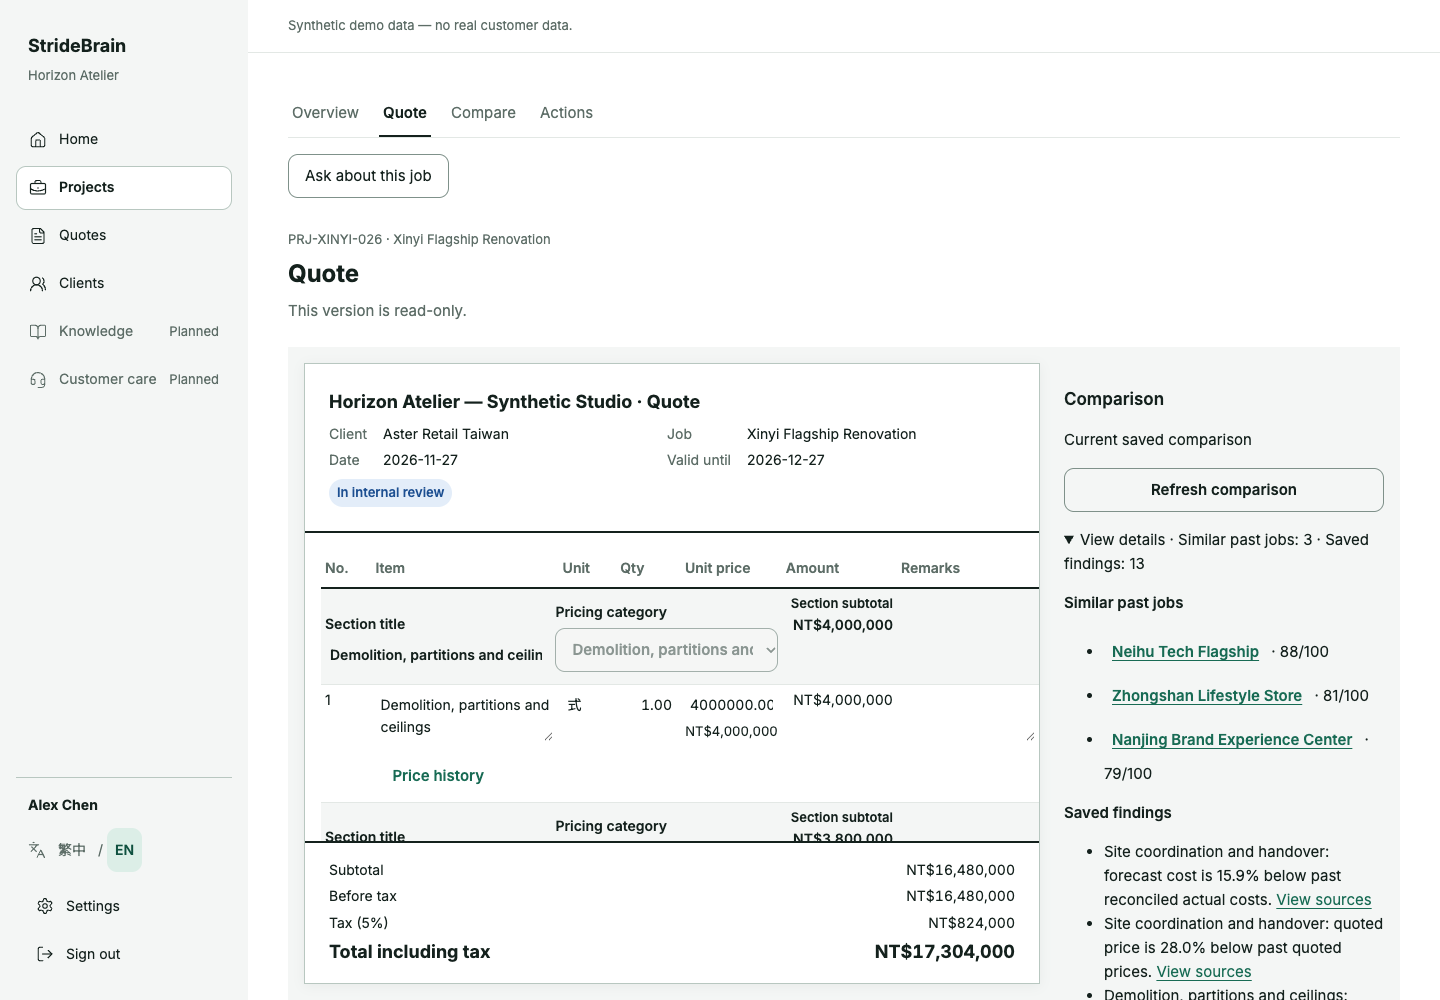 StrideBrain
Horizon Atelier
Home
Projects
Quotes
Clients
Knowledge Planned
Customer care Planned
Alex Chen
繁中 / EN
Settings
Sign out
Synthetic demo data — no real customer data.
Overview Quote Compare Actions
Ask about this job
PRJ-XINYI-026 · Xinyi Flagship Renovation
Quote
This version is read-only.
Horizon Atelier — Synthetic Studio · Quote
Client Aster Retail Taiwan Job Xinyi Flagship Renovation
Date 2026-11-27 Valid until 2026-12-27
In internal review
No. Item Unit Qty Unit price Amount Remarks
Section title
Demolition, partitions and ceilin
Pricing category
Demolition, partitions and
Section subtotal
NT$4,000,000
1 Demolition, partitions and ceilings 式 1.00 4000000.00 NT$4,000,000
NT$4,000,000
Price history
Section title Pricing category Section subtotal
NT$3,800,000
Subtotal NT$16,480,000
Before tax NT$16,480,000
Tax (5%) NT$824,000
Total including tax NT$17,304,000
Comparison
Current saved comparison
Refresh comparison
▼ View details · Similar past jobs: 3 · Saved
findings: 13
Similar past jobs
• Neihu Tech Flagship · 88/100
• Zhongshan Lifestyle Store · 81/100
• Nanjing Brand Experience Center ·
79/100
Saved findings
• Site coordination and handover:
forecast cost is 15.9% below past
reconciled actual costs. View sources
• Site coordination and handover: quoted
price is 28.0% below past quoted
prices. View sources
• Demolition, partitions and ceilings: